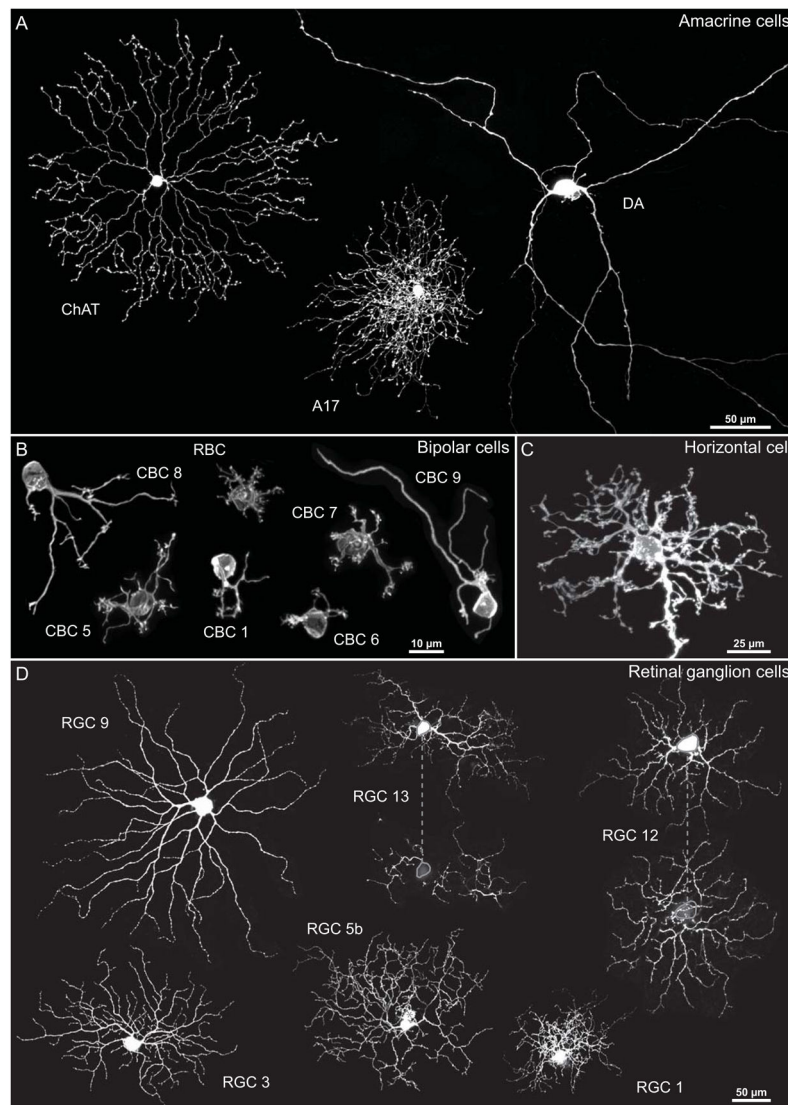 A
Amacrine cells
ChAT
A17
DA
50 µm
B
Bipolar cells
CBC 8
RBC
CBC 9
CBC 7
CBC 5
CBC 1
CBC 6
10 µm
C
Horizontal cell
25 µm
D
Retinal ganglion cells
RGC 9
RGC 13
RGC 12
RGC 5b
RGC 3
RGC 1
50 µm